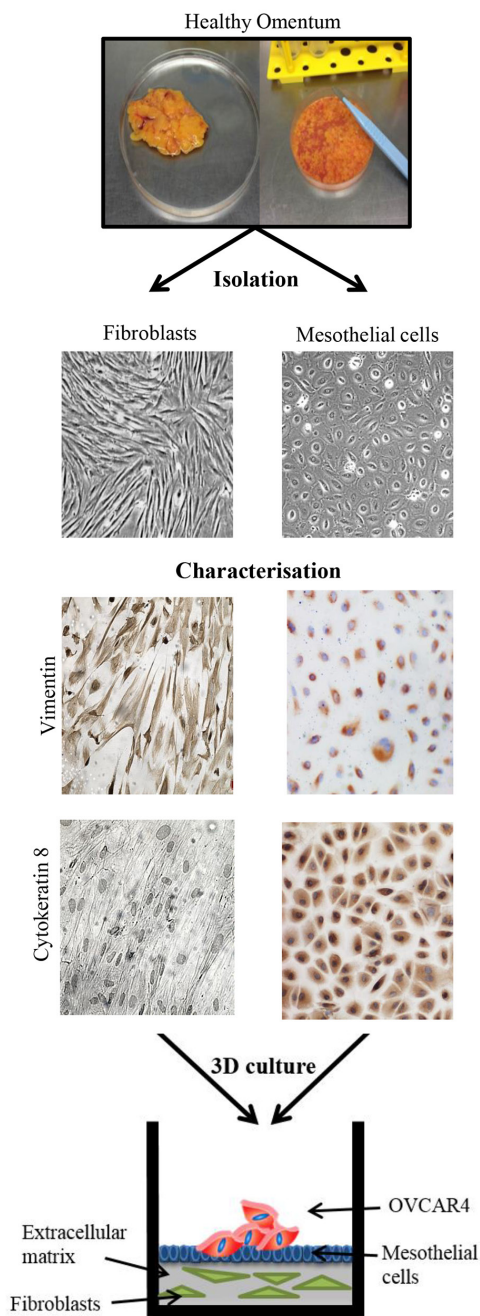 Healthy Omentum
Isolation
Fibroblasts
Mesothelial cells
Characterisation
Vimentin
Cytokeratin 8
3D culture
OVCAR4
Extracellular
matrix
Mesothelial
cells
Fibroblasts